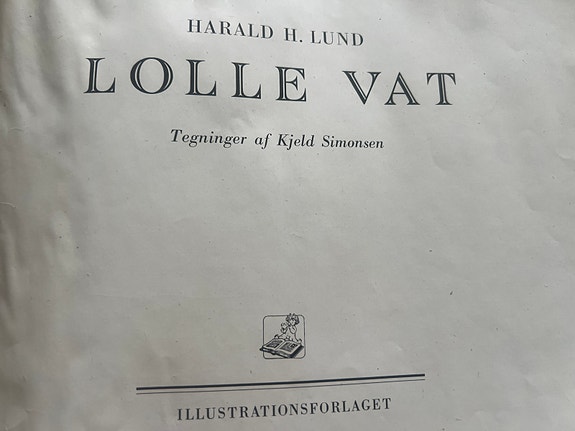 HARALD H. LUND
LOLLE VAT
Tegninger af Kjeld Simonsen
ILLUSTRATIONSFORLAGET